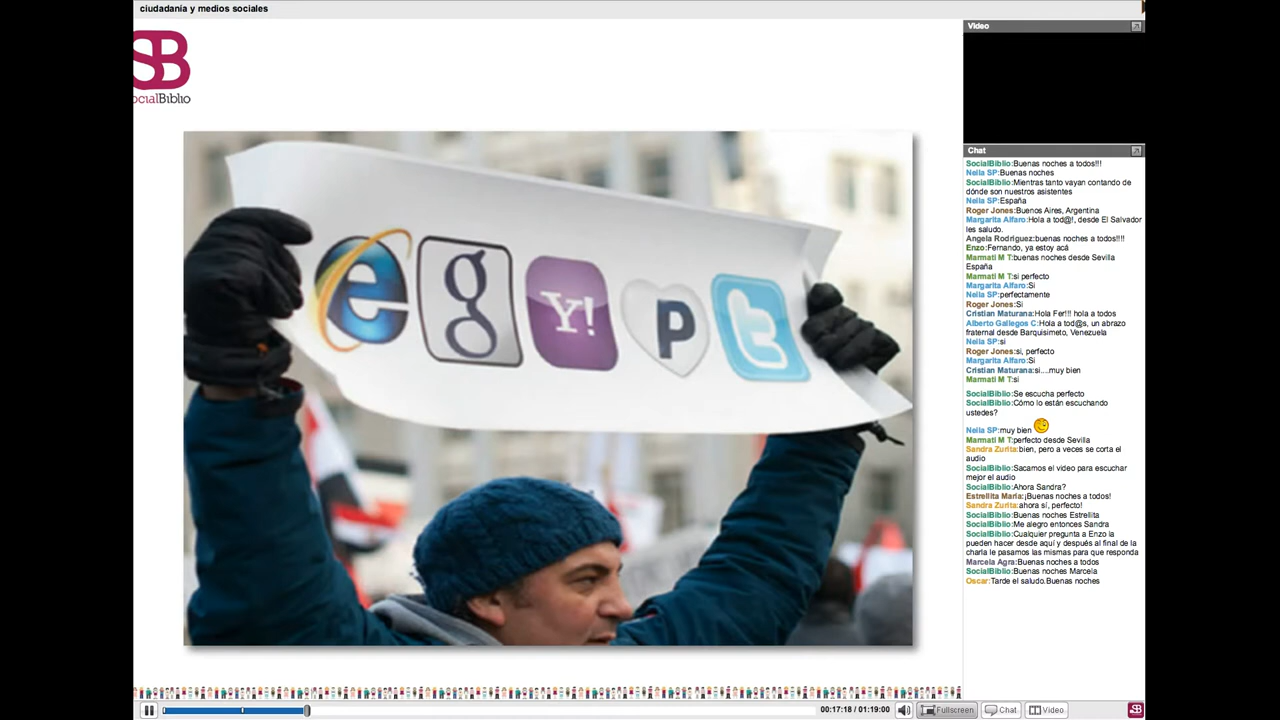 ciudadanía y medios sociales
SB
ocialBiblio
e g Y! P t
Video
Chat
SocialBiblio:Buenas noches a todos!!!
Nella SP:Buenas noches
SocialBiblio:Mientras tanto vayan contando de
dónde son nuestros asistentes
Nella SP:España
Roger Jones:Buenos Aires, Argentina
Margarita Alfaro:Hola a tod@!, desde El Salvador
les saludo.
Angela Rodriguez:buenas noches a todos!!!!
Enzo:Fernando, ya estoy acá
Marmati M T:buenas noches desde Sevilla
España
Marmati M T:si perfecto
Margarita Alfaro:Si
Nella SP:perfectamente
Roger Jones:Si
Cristian Maturana:Hola Fer!!! hola a todos
Alberto Gallegos C:Hola a tod@s, un abrazo
fraternal desde Barquisimeto, Venezuela
Nella SP:si
Roger Jones:si, perfecto
Margarita Alfaro:Si
Cristian Maturana:si....muy bien
Marmati M T:si
SocialBiblio:Se escucha perfecto
SocialBiblio:Cómo lo están escuchando
ustedes?
Nella SP:muy bien
Marmati M T:perfecto desde Sevilla
Sandra Zurita:bien, pero a veces se corta el
audio
SocialBiblio:Sacamos el video para escuchar
mejor el audio
SocialBiblio:Ahora Sandra?
Estrellita María:¡Buenas noches a todos!
Sandra Zurita:ahora sí, perfecto!
SocialBiblio:Buenas noches Estrellita
SocialBiblio:Me alegro entonces Sandra
SocialBiblio:Cualquier pregunta a Enzo la
pueden hacer desde aquí y después al final de la
charla le pasamos las mismas para que responda
Marcela Agra:Buenas noches a todos
SocialBiblio:Buenas noches Marcela
Oscar:Tarde el saludo.Buenas noches
00:17:18 / 01:19:00
Fullscreen
Chat
Video
SB